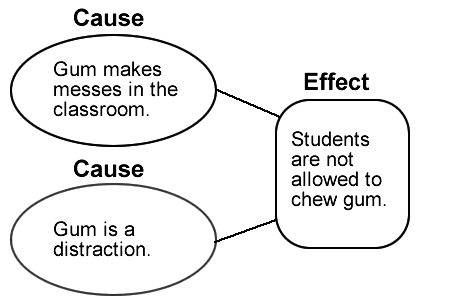 Cause
Gum makes
messes in the
classroom.
Effect
Students
are not
allowed to
chew gum.
Cause
Gum is a
distraction.